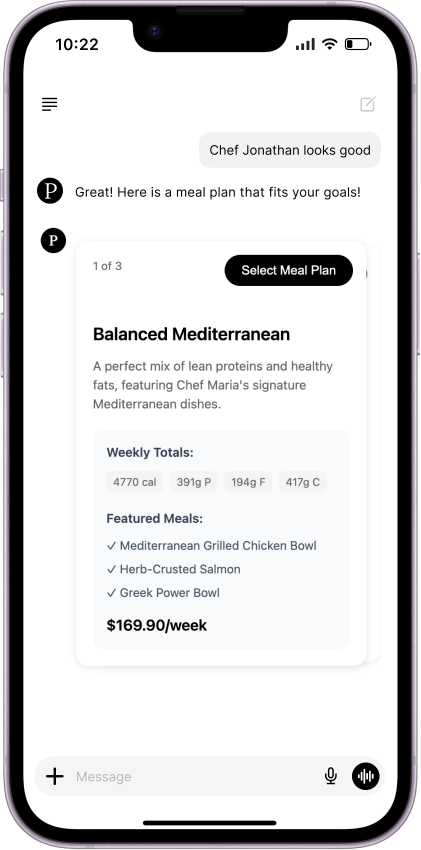 10:22
Chef Jonathan looks good
P
Great! Here is a meal plan that fits your goals!
P
1 of 3
Select Meal Plan
Balanced Mediterranean
A perfect mix of lean proteins and healthy
fats, featuring Chef Maria's signature
Mediterranean dishes.
Weekly Totals:
4770 cal
391g P
194g F
417g C
Featured Meals:
✓ Mediterranean Grilled Chicken Bowl
✓ Herb-Crusted Salmon
✓ Greek Power Bowl
$169.90/week
Message